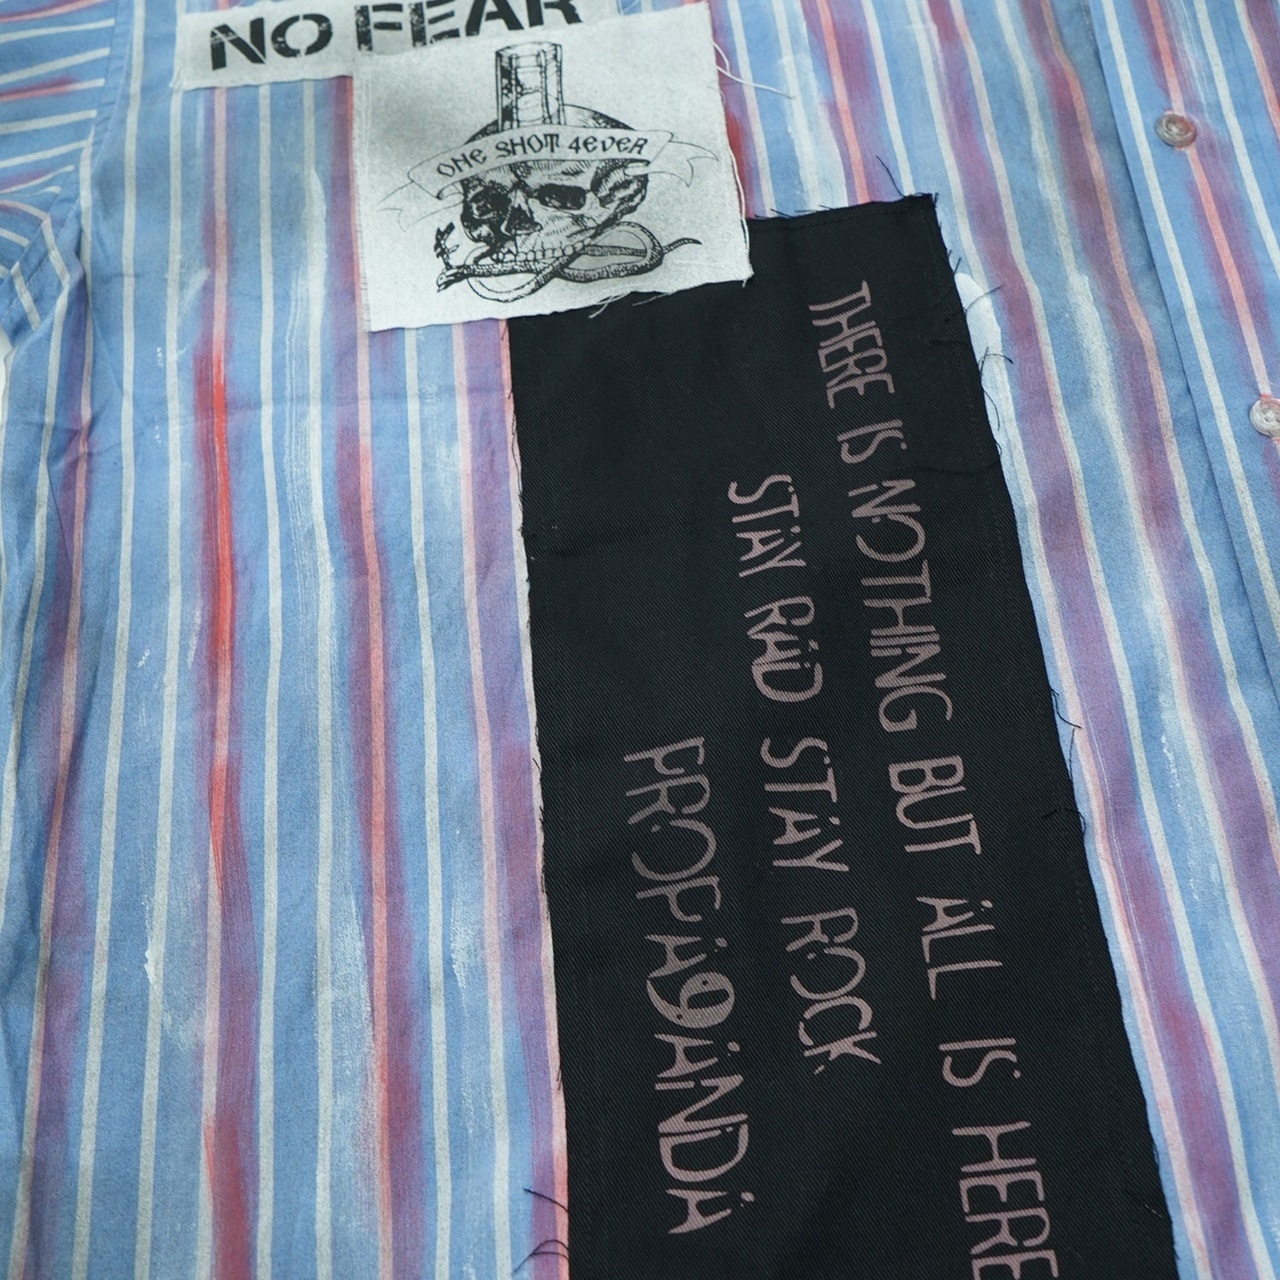 NO FEAR
ONE SHOT 4EVER
THERE IS NOTHING BUT ALL IS HERE
STAY RAD STAY ROCK
PROPAGANDA